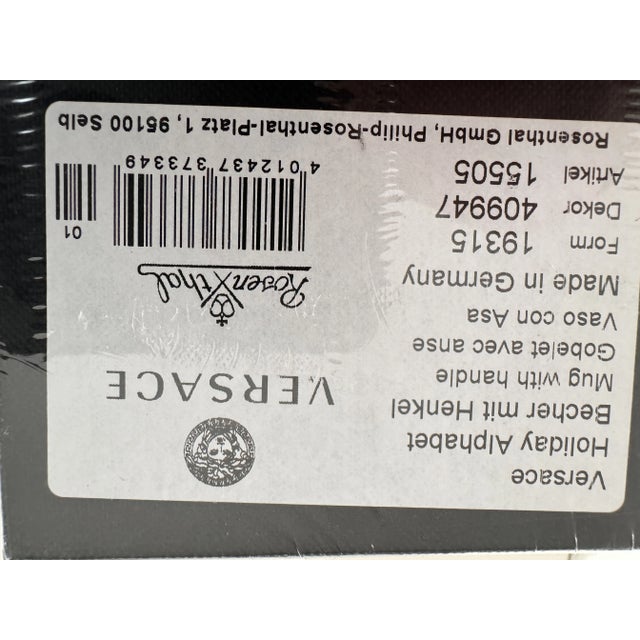 Versace
Holiday Alphabet
Becher mit Henkel
Mug with handle
Gobelet avec anse
Vaso con Asa
Made in Germany
Form 19315
Dekor 409947
Artikel 15505
Rosenthal GmbH, Philip-Rosenthal-Platz 1, 95100 Selb
VERSACE
Rosenthal
4 012437 373349
01